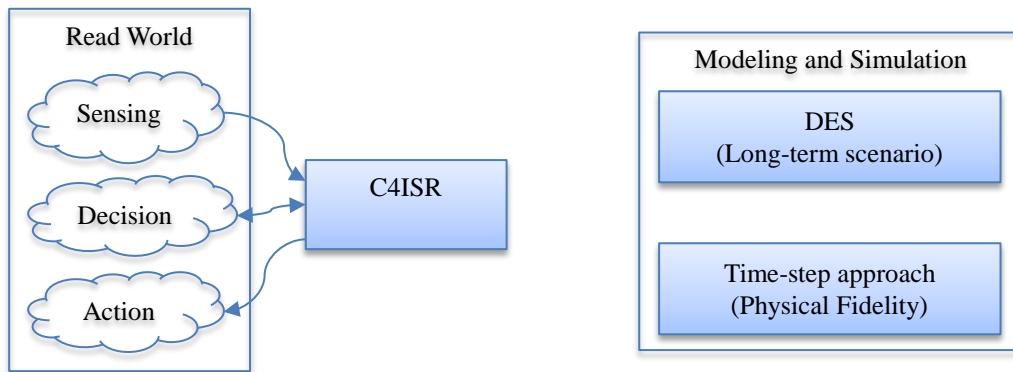 Read World
Sensing
Decision
Action
C4ISR
Modeling and Simulation
DES
(Long-term scenario)
Time-step approach
(Physical Fidelity)